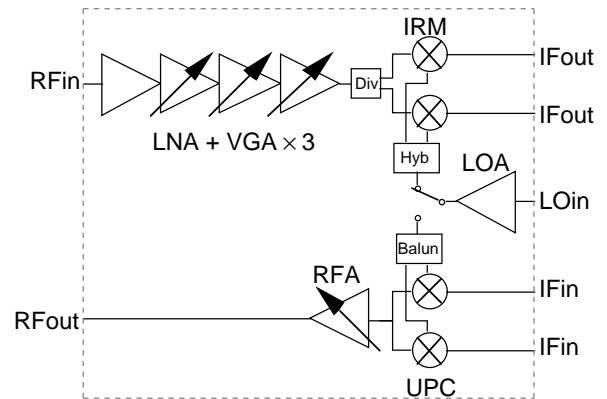 IRM
RFin
Div
IFout
IFout
LNA + VGA × 3
Hyb
LOA
LOin
Balun
RFA
IFin
RFout
IFin
UPC